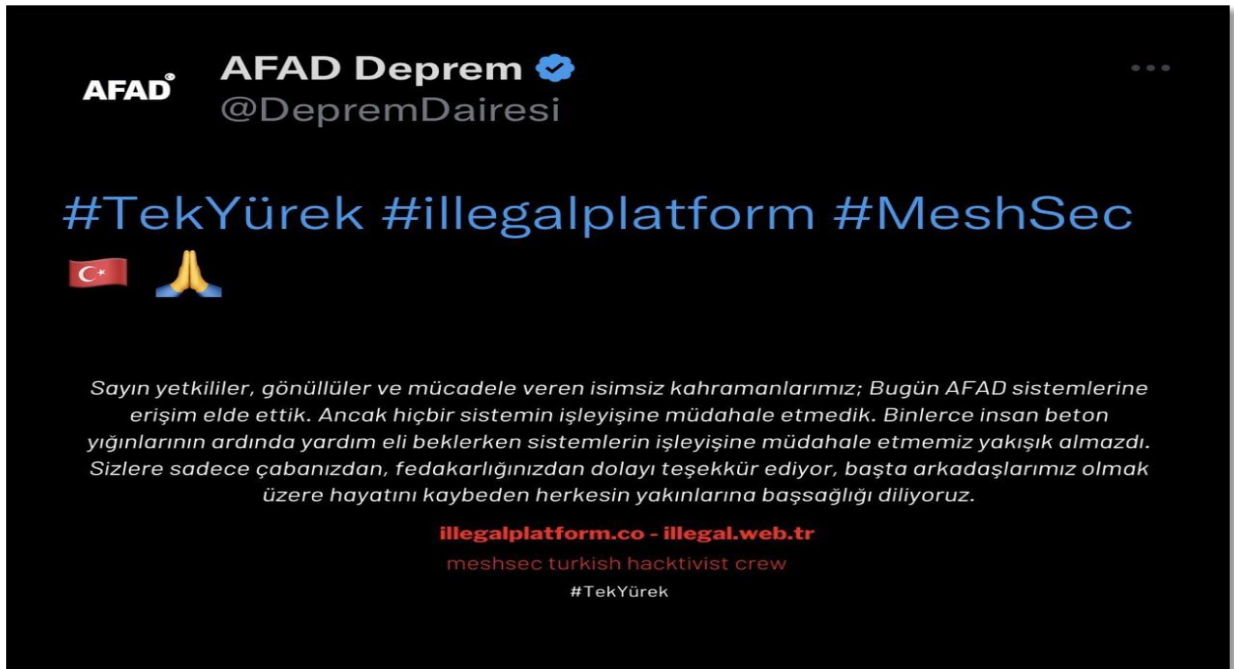 AFAD
AFAD Deprem
@DepremDairesi
#TekYürek #illegalplatform #MeshSec
Sayın yetkililer, gönüllüler ve mücadele veren isimsiz kahramanlarımız; Bugün AFAD sistemlerine
erişim elde ettik. Ancak hiçbir sistemin işleyişine müdahale etmedik. Binlerce insan beton
yığınlarının ardında yardım eli beklerken sistemlerin işleyişine müdahale etmemiz yakışık almazdı.
Sizlere sadece çabanızdan, fedakarlığınızdan dolayı teşekkür ediyor, başta arkadaşlarımız olmak
üzere hayatını kaybeden herkesin yakınlarına başsağlığı diliyoruz.
illegalplatform.co - illegal.web.tr
meshsec turkish hacktivist crew
#TekYürek